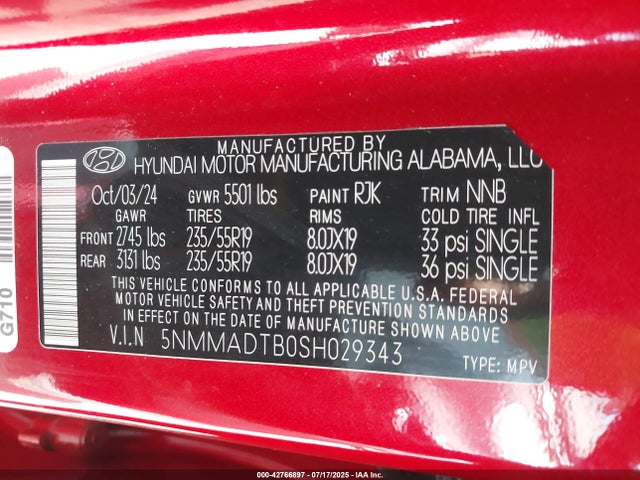 MANUFACTURED BY
HYUNDAI MOTOR MANUFACTURING ALABAMA, LLC
Oct/03/24 GVWR 5501 lbs PAINT RJK TRIM NNB
GAWR TIRES RIMS COLD TIRE INFL
FRONT 2745 lbs 235/55R19 8.0JX19 33 psi SINGLE
REAR 3131 lbs 235/55R19 8.0JX19 36 psi SINGLE
THIS VEHICLE CONFORMS TO ALL APPLICABLE U.S.A. FEDERAL
MOTOR VEHICLE SAFETY AND THEFT PREVENTION STANDARDS
IN EFFECT ON THE DATE OF MANUFACTURE SHOWN ABOVE
V.I.N 5NMMADTB0SH029343
TYPE: MPV
G710
000-42766897 - 07/17/2025 - IAA Inc.